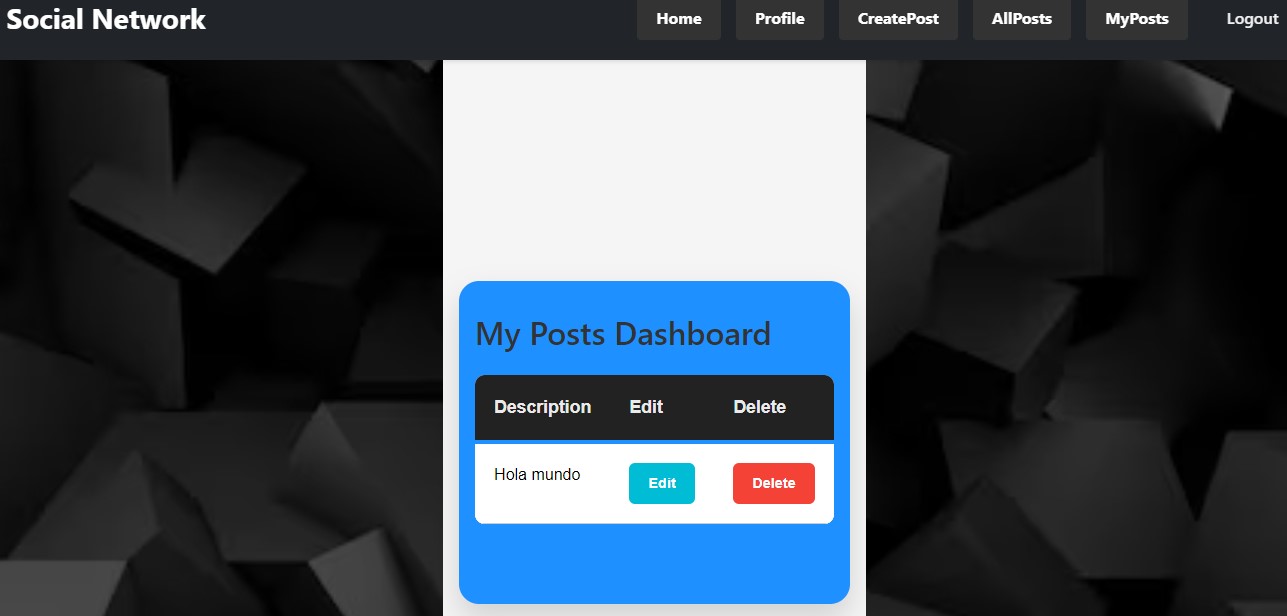 Social Network Home Profile CreatePost AllPosts MyPosts Logout
My Posts Dashboard
Description Edit Delete
Hola mundo Edit Delete